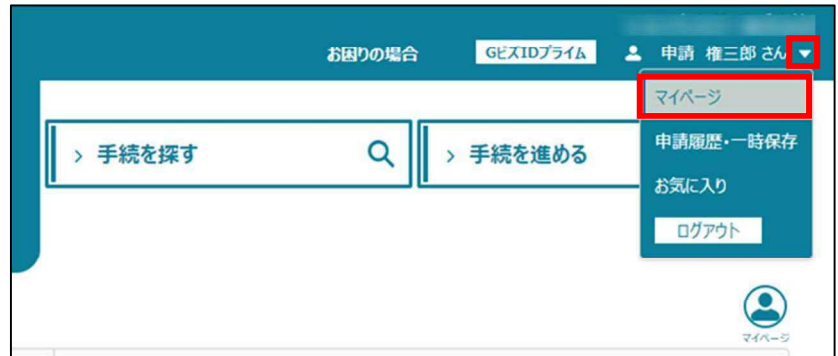 お困りの場合
GビズIDプライム
申請 権三郎 さん
マイページ
申請履歴・一時保存
お気に入り
ログアウト
手続を探す
手続を進める
マイページ